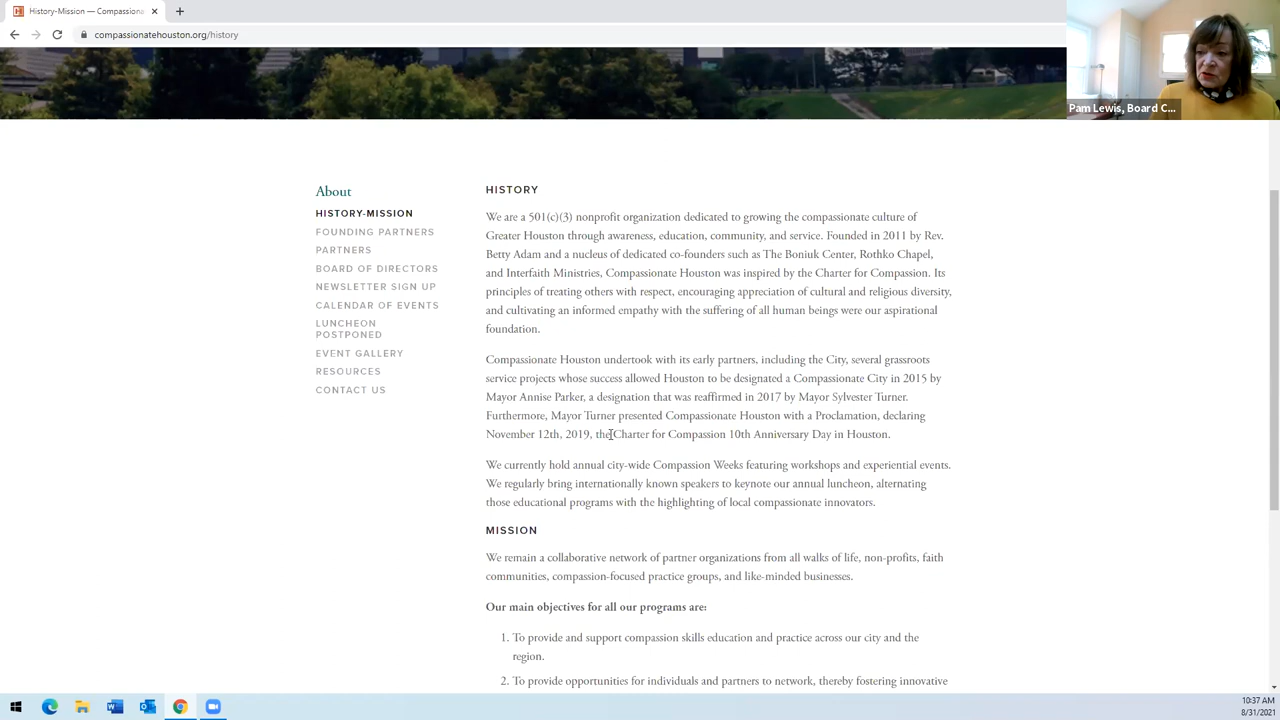 History-Mission — Compassiona
compassionatehouston.org/history
Pam Lewis, Board C...
About
HISTORY-MISSION
FOUNDING PARTNERS
PARTNERS
BOARD OF DIRECTORS
NEWSLETTER SIGN UP
CALENDAR OF EVENTS
LUNCHEON
POSTPONED
EVENT GALLERY
RESOURCES
CONTACT US
HISTORY
We are a 501(c)(3) nonprofit organization dedicated to growing the compassionate culture of
Greater Houston through awareness, education, community, and service. Founded in 2011 by Rev.
Betty Adam and a nucleus of dedicated co-founders such as The Boniuk Center, Rothko Chapel,
and Interfaith Ministries, Compassionate Houston was inspired by the Charter for Compassion. Its
principles of treating others with respect, encouraging appreciation of cultural and religious diversity,
and cultivating an informed empathy with the suffering of all human beings were our aspirational
foundation.
Compassionate Houston undertook with its early partners, including the City, several grassroots
service projects whose success allowed Houston to be designated a Compassionate City in 2015 by
Mayor Annise Parker, a designation that was reaffirmed in 2017 by Mayor Sylvester Turner.
Furthermore, Mayor Turner presented Compassionate Houston with a Proclamation, declaring
November 12th, 2019, the Charter for Compassion 10th Anniversary Day in Houston.
We currently hold annual city-wide Compassion Weeks featuring workshops and experiential events.
We regularly bring internationally known speakers to keynote our annual luncheon, alternating
those educational programs with the highlighting of local compassionate innovators.
MISSION
We remain a collaborative network of partner organizations from all walks of life, non-profits, faith
communities, compassion-focused practice groups, and like-minded businesses.
Our main objectives for all our programs are:
1. To provide and support compassion skills education and practice across our city and the
region.
2. To provide opportunities for individuals and partners to network, thereby fostering innovative
10:37 AM
8/31/2021